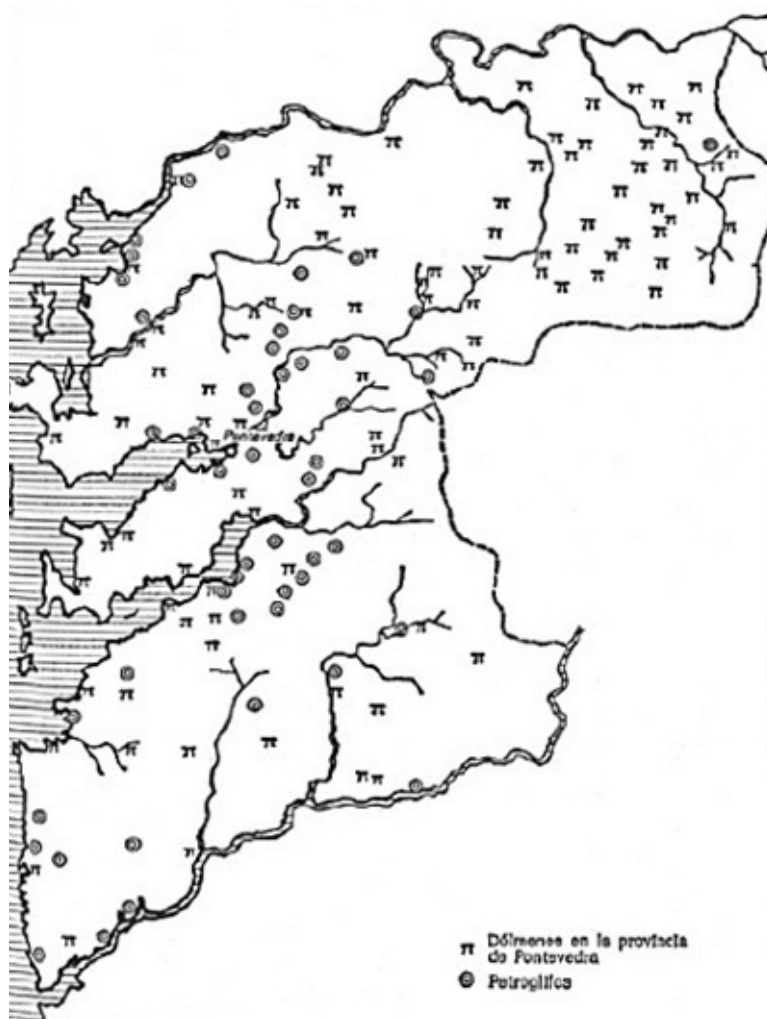 Pontevedra
Dólmenes en la provincia
de Pontevedra
Petroglifos